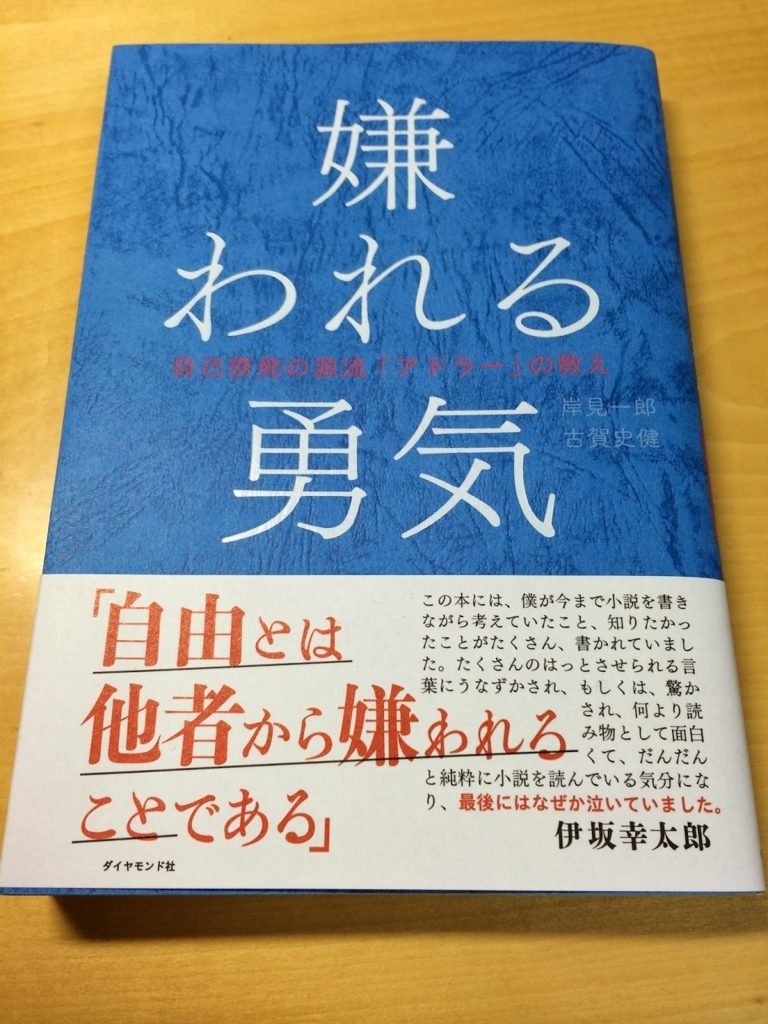 嫌
われる
自己啓発の源流「アドラー」の教え
勇気
岸見一郎
古賀史健
「自由とは
他者から嫌われる
ことである」
ダイヤモンド社
この本には、僕が今まで小説を書き
ながら考えていたこと、知りたかっ
たことがたくさん、書かれていまし
た。たくさんのはっとさせられる言
葉にうなずかされ、もしくは、驚か
され、何より読
み物として面白
くて、だんだん
と純粋に小説を読んでいる気分にな
り、最後にはなぜか泣いていました。
伊坂幸太郎